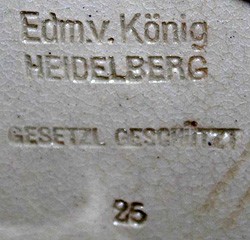 Edm.v. König
HEIDELBERG
GESETZL GESCHÜTZT
25